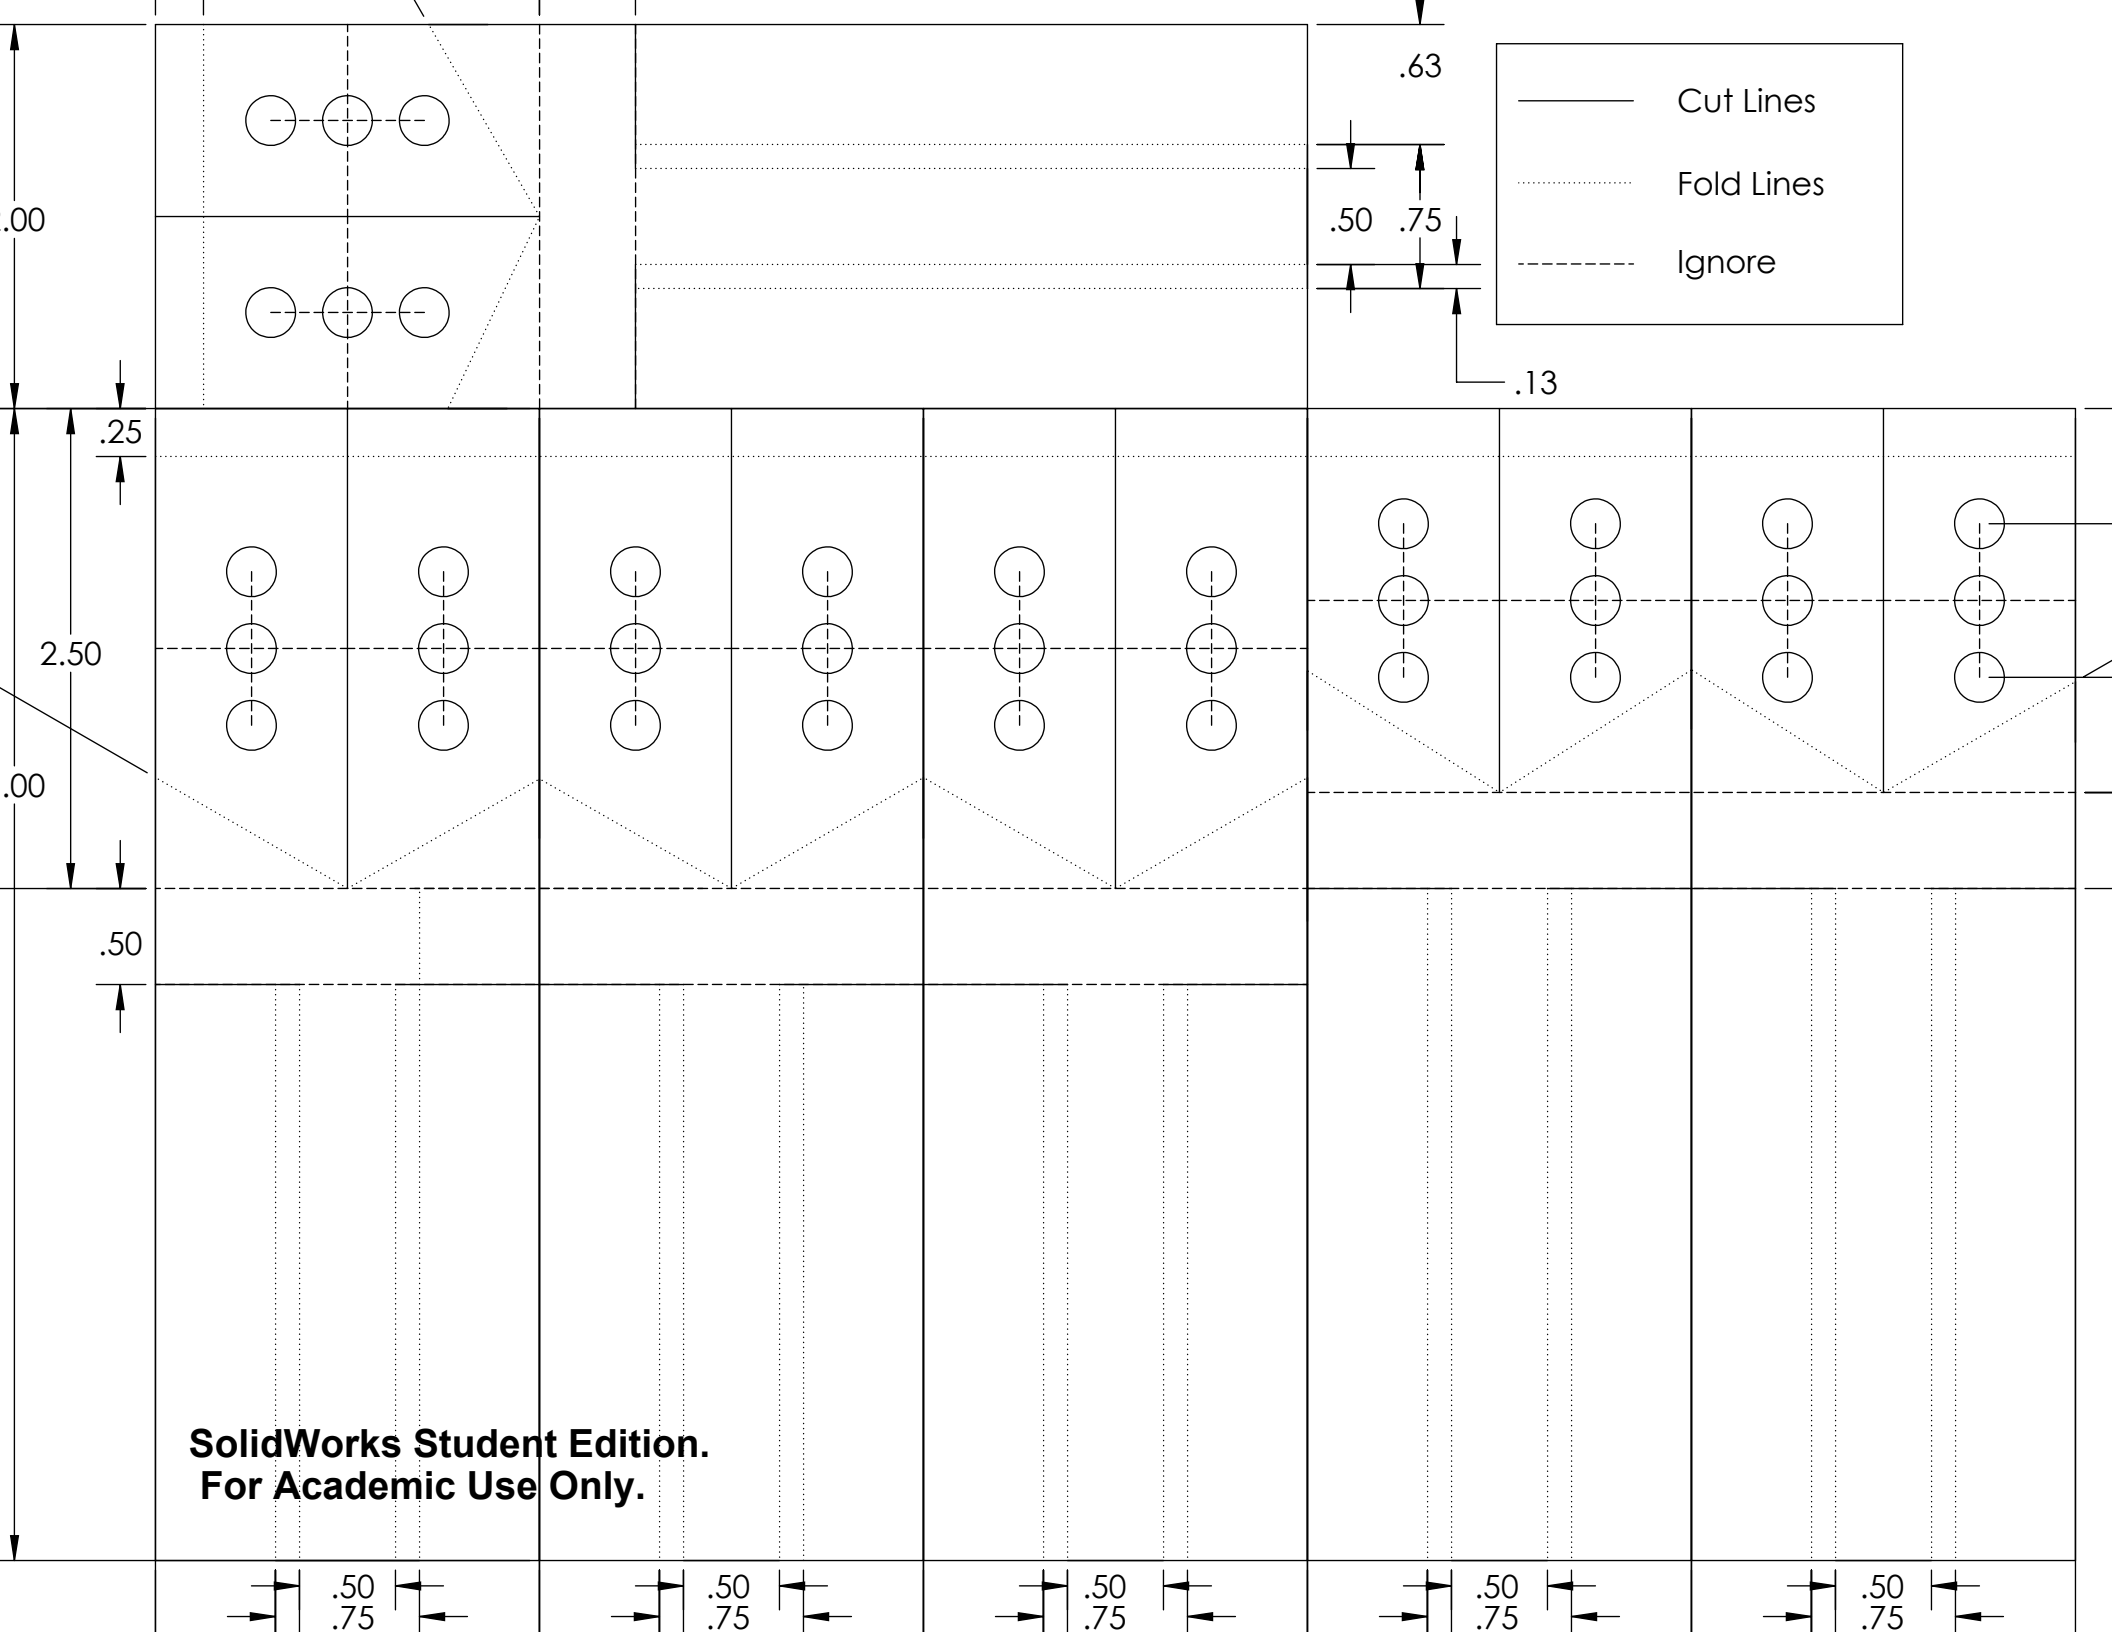 .63
Cut Lines
Fold Lines
.00
.50 .75
Ignore
.13
.25
2.50
.00
.50
SolidWorks Student Edition.
For Academic Use Only.
.50 .50 .50 .50 .50
.75 .75 .75 .75 .75